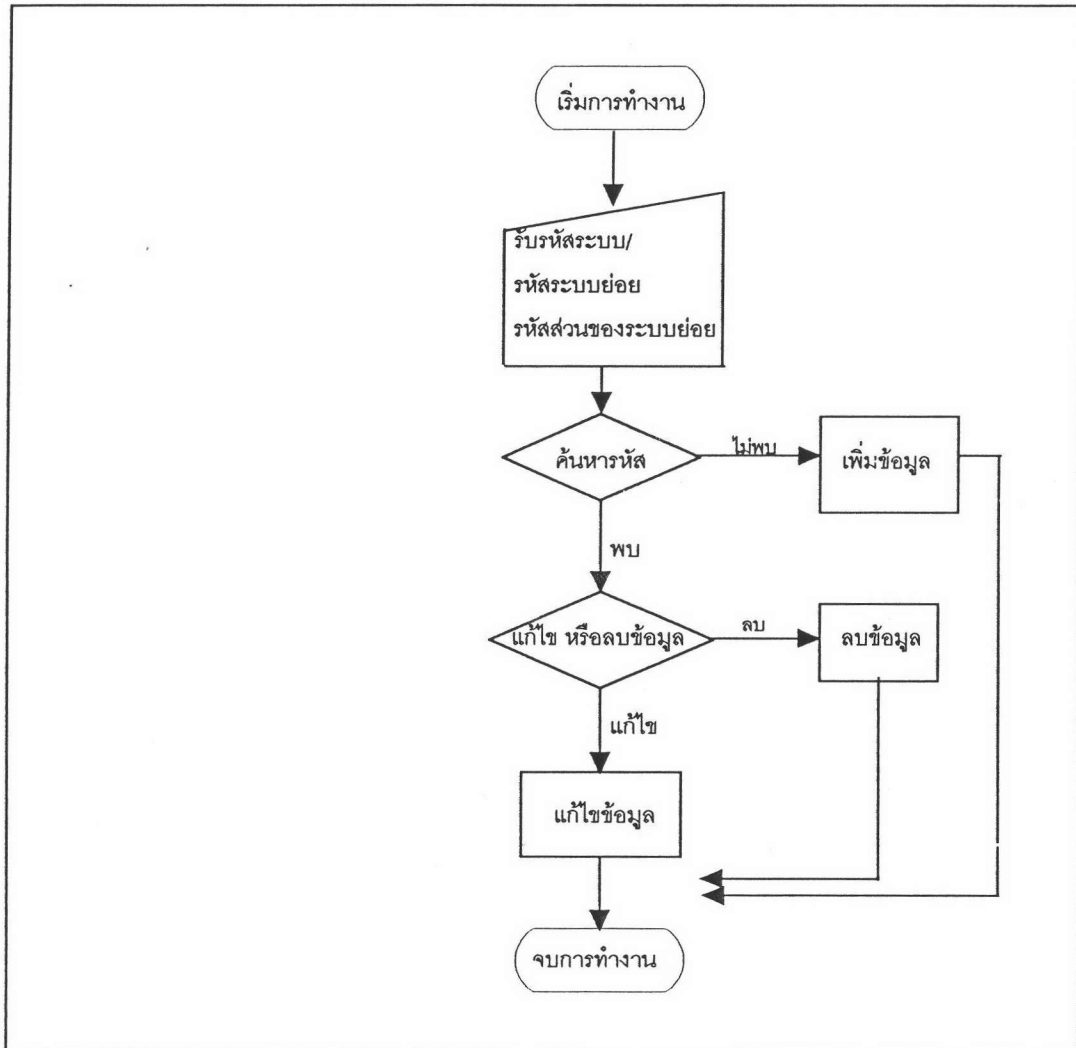 เริ่มการทำงาน
รับรหัสระบบ/
รหัสระบบย่อย
รหัสส่วนของระบบย่อย
ค้นหารหัส
ไม่พบ
เพิ่มข้อมูล
พบ
แก้ไข หรือลบข้อมูล
ลบ
ลบข้อมูล
แก้ไข
แก้ไขข้อมูล
จบการทำงาน